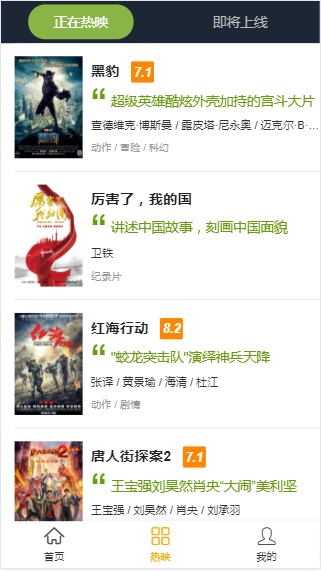 正在热映
即将上线
黑豹 7.1
超级英雄酷炫外壳加持的宫斗大片
查德维克·博斯曼 / 露皮塔·尼永奥 / 迈克尔·B·...
动作 / 冒险 / 科幻
厉害了，我的国
讲述中国故事，刻画中国面貌
卫铁
纪录片
红海行动 8.2
"蛟龙突击队"演绎神兵天降
张译 / 黄景瑜 / 海清 / 杜江
动作 / 剧情
唐人街探案2 7.1
王宝强刘昊然肖央“大闹”美利坚
王宝强 / 刘昊然 / 肖央 / 刘承羽
首页
热映
我的